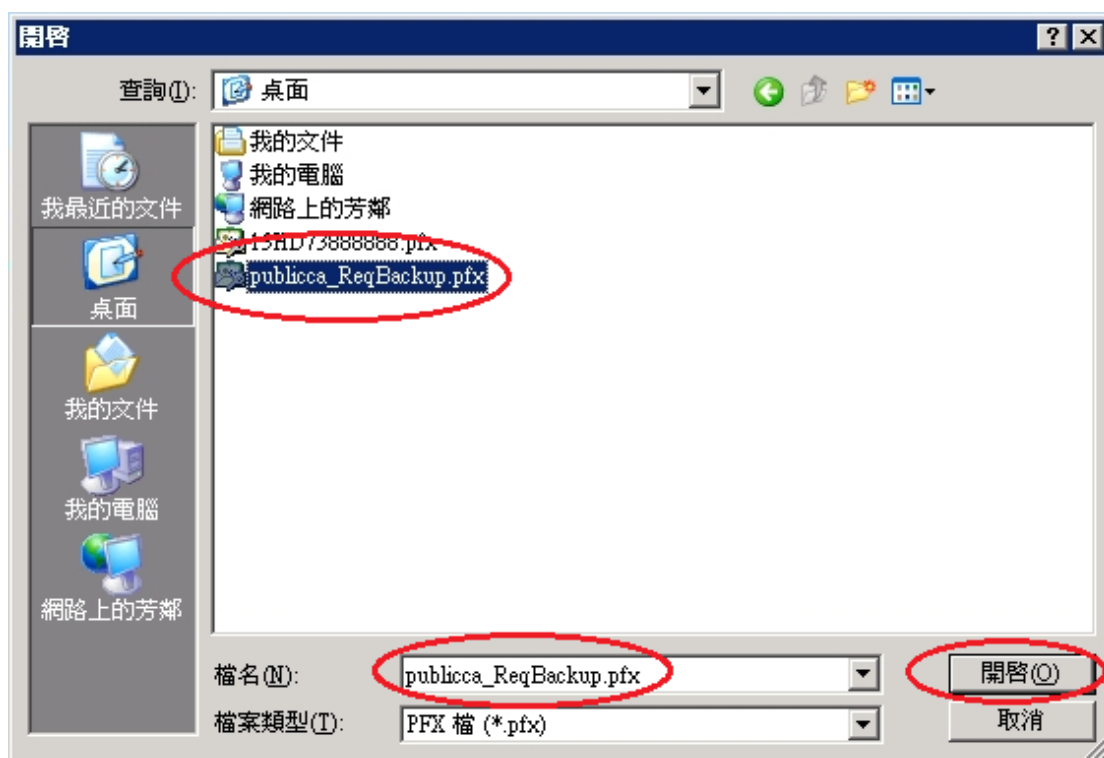 開啓
查詢(I):
桌面
我的文件
我的電腦
網路上的芳鄰
publicca_ReqBackup.pfx
我最近的文件
桌面
我的文件
我的電腦
網路上的芳鄰
檔名(N):
publicca_ReqBackup.pfx
開啓(O)
檔案類型(T):
PFX 檔 (*.pfx)
取消